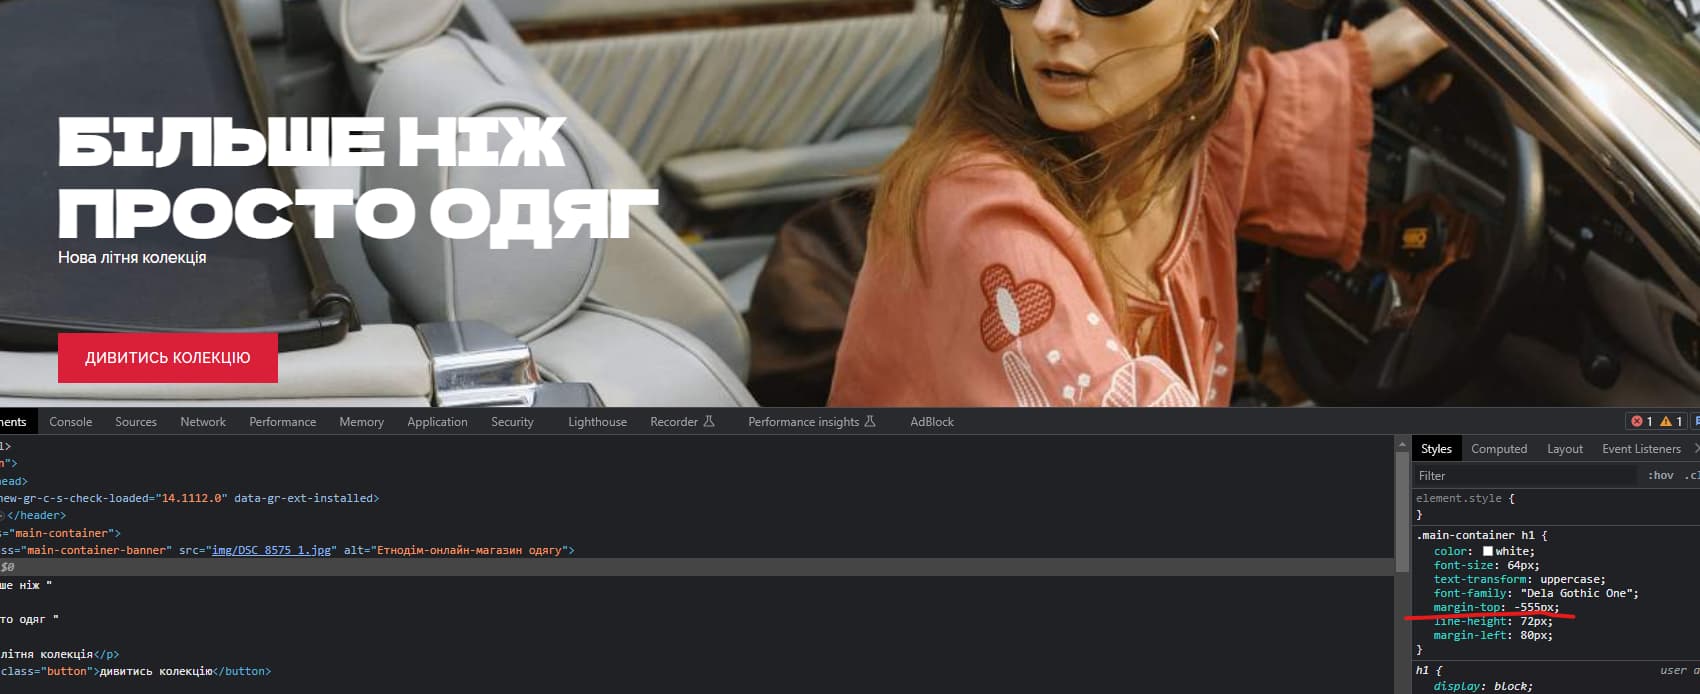 БІЛЬШЕ НІЖ
ПРОСТО ОДЯГ
Нова літня колекція
ДИВИТИСЬ КОЛЕКЦІЮ
ents Console Sources Network Performance Memory Application Security Lighthouse Recorder Performance insights AdBlock 1 1
l>
n">
ead>
new-gr-c-s-check-loaded="14.1112.0" data-gr-ext-installed>
</header>
s="main-container">
ss="main-container-banner" src="img/DSC_8575_1.jpg" alt="Етнодім-онлайн-магазин одягу">
$0
ше ніж "
то одяг "
літня колекція</p>
class="button">дивитись колекцію</button>
Styles Computed Layout Event Listeners
Filter :hov .cl
element.style {
}
.main-container h1 {
color: white;
font-size: 64px;
text-transform: uppercase;
font-family: "Dela Gothic One";
margin-top: -555px;
line-height: 72px;
margin-left: 80px;
}
h1 { user a
display: block;